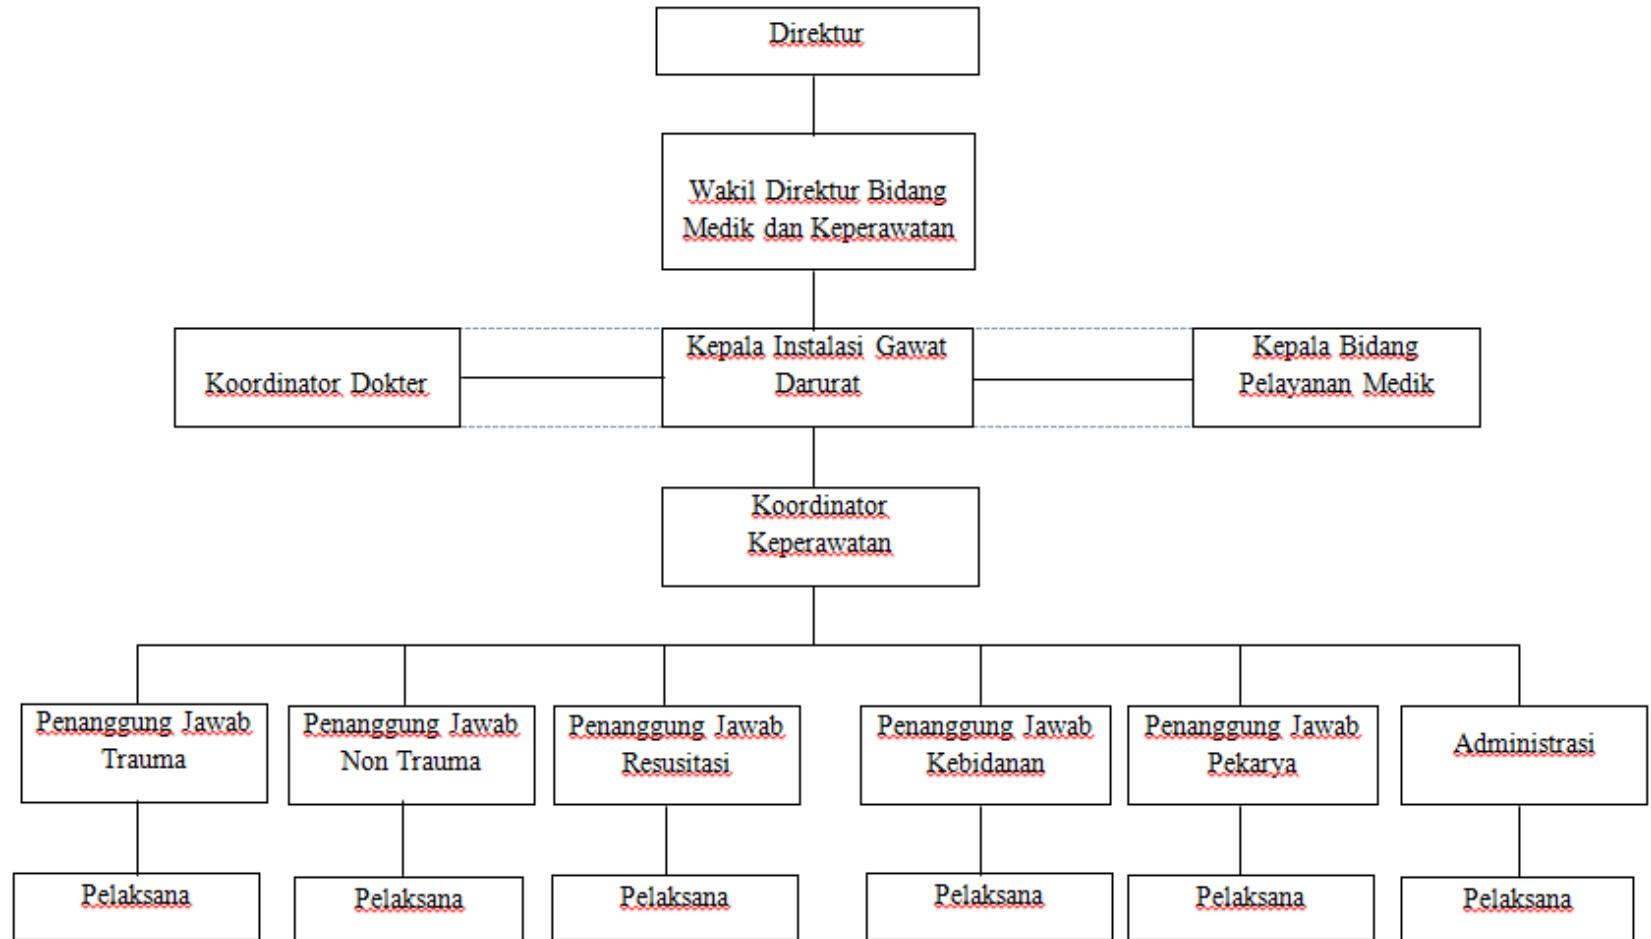 Direktur
Wakil Direktur Bidang
Medik dan Keperawatan
Koordinator Dokter
Kepala Instalasi Gawat
Darurat
Kepala Bidang
Pelayanan Medik
Koordinator
Keperawatan
Penanggung Jawab
Trauma
Penanggung Jawab
Non Trauma
Penanggung Jawab
Resusitasi
Penanggung Jawab
Kebidanan
Penanggung Jawab
Pekarya
Administrasi
Pelaksana
Pelaksana
Pelaksana
Pelaksana
Pelaksana
Pelaksana